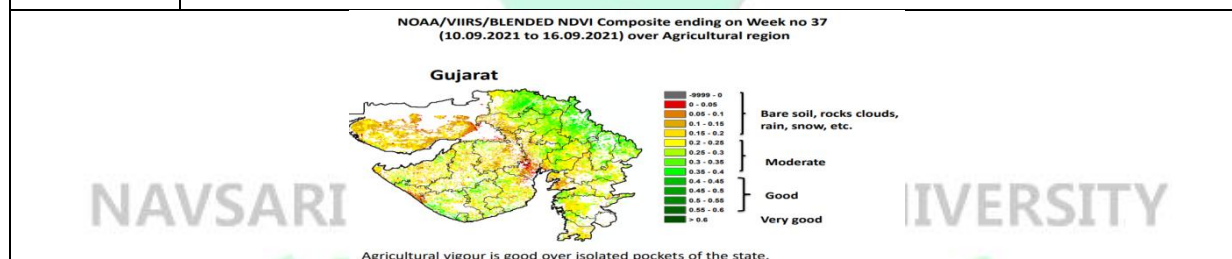 NOAA/VIIRS/BLENDED NDVI Composite ending on Week no 37
(10.09.2021 to 16.09.2021) over Agricultural region
Gujarat
-9999 - 0
0 - 0.05
0.05 - 0.1
0.1 - 0.15
0.15 - 0.2
0.2 - 0.25
0.25 - 0.3
0.3 - 0.35
0.35 - 0.4
0.4 - 0.45
0.45 - 0.5
0.5 - 0.55
0.55 - 0.6
> 0.6
Bare soil, rocks clouds,
rain, snow, etc.
Moderate
Good
Very good
NAVSARI IVERSITY
Agricultural vigour is good over isolated pockets of the state.